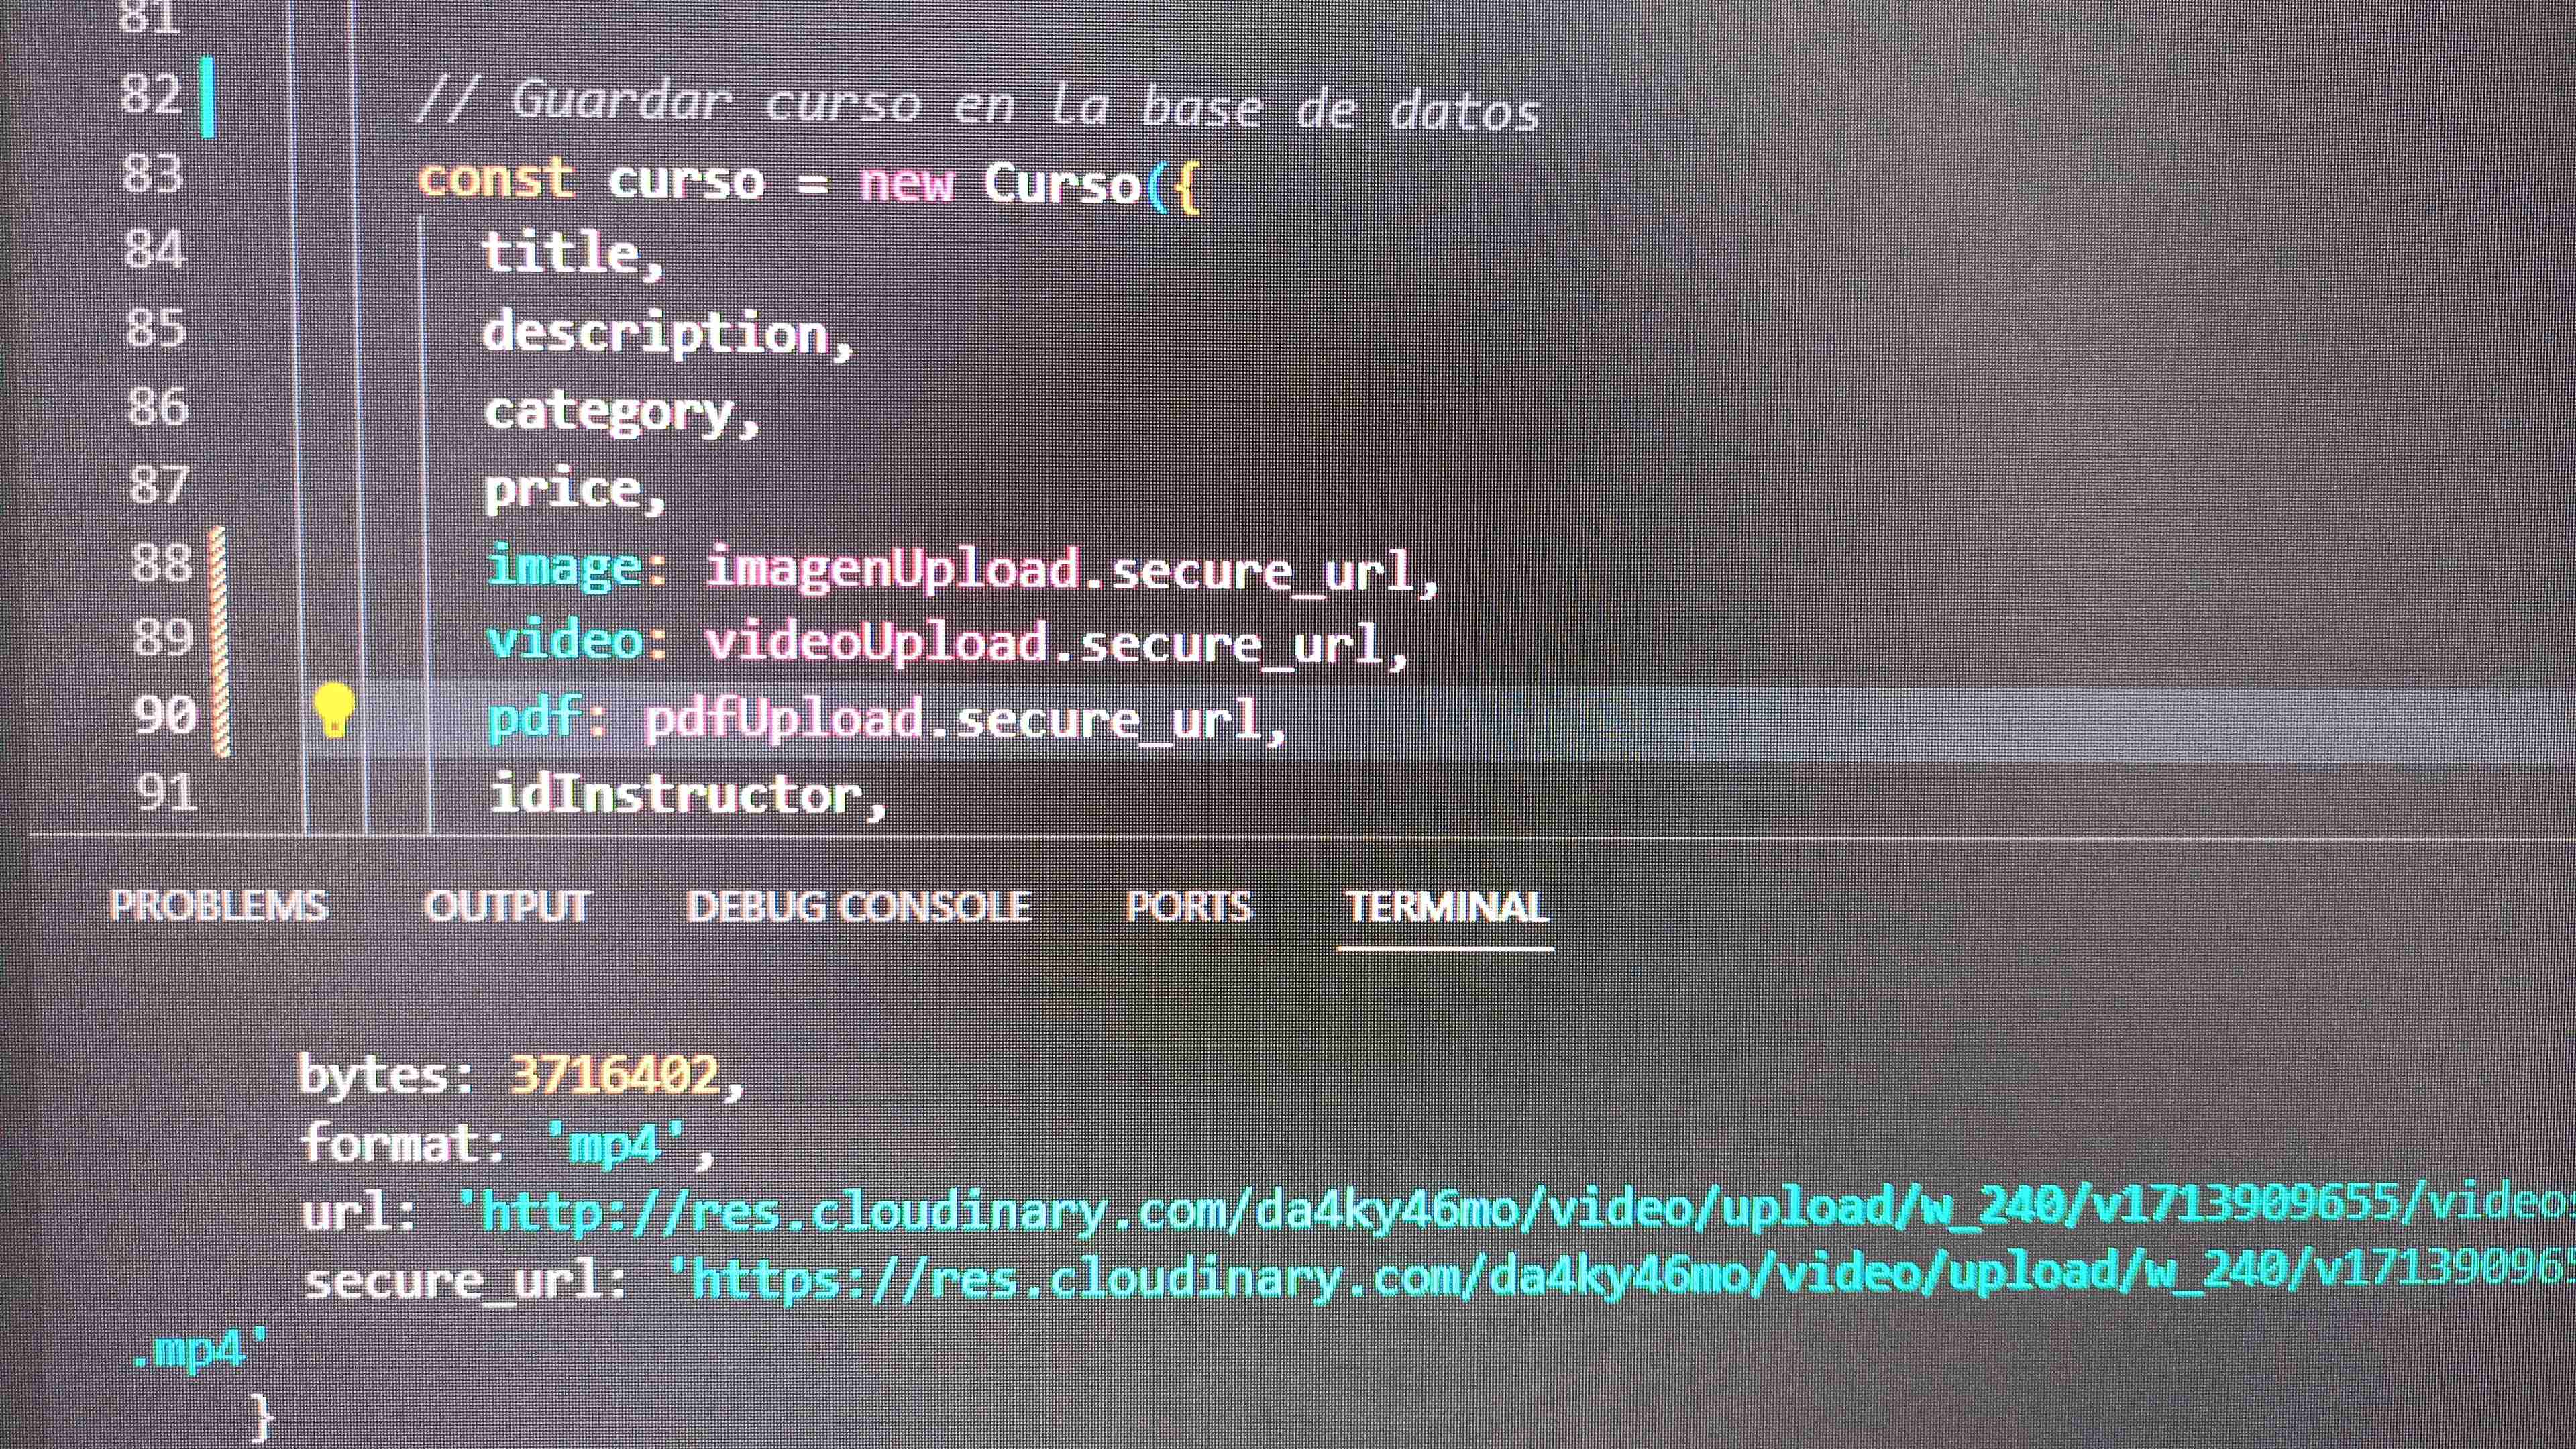 81
82 // Guardar curso en la base de datos
83 const curso = new Curso({
84 title,
85 description,
86 category,
87 price,
88 image: imagenUpload.secure_url,
89 video: videoUpload.secure_url,
90 pdf: pdfUpload.secure_url,
91 idInstructor,
PROBLEMS OUTPUT DEBUG CONSOLE PORTS TERMINAL
bytes: 3716402,
format: 'mp4',
url: 'http://res.cloudinary.com/da4ky46mo/video/upload/w_240/v1713909655/video
secure_url: 'https://res.cloudinary.com/da4ky46mo/video/upload/w_240/v171390965
.mp4'
}